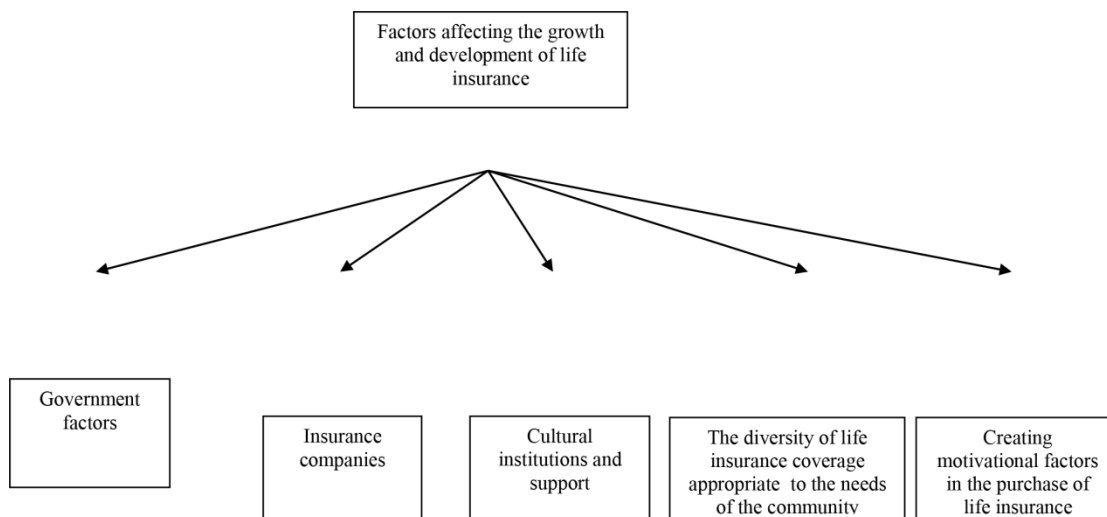 Factors affecting the growth
and development of life
insurance
Government
factors
Insurance
companies
Cultural
institutions and
support
The diversity of life
insurance coverage
appropriate to the needs
of the community
Creating
motivational factors
in the purchase of
life insurance